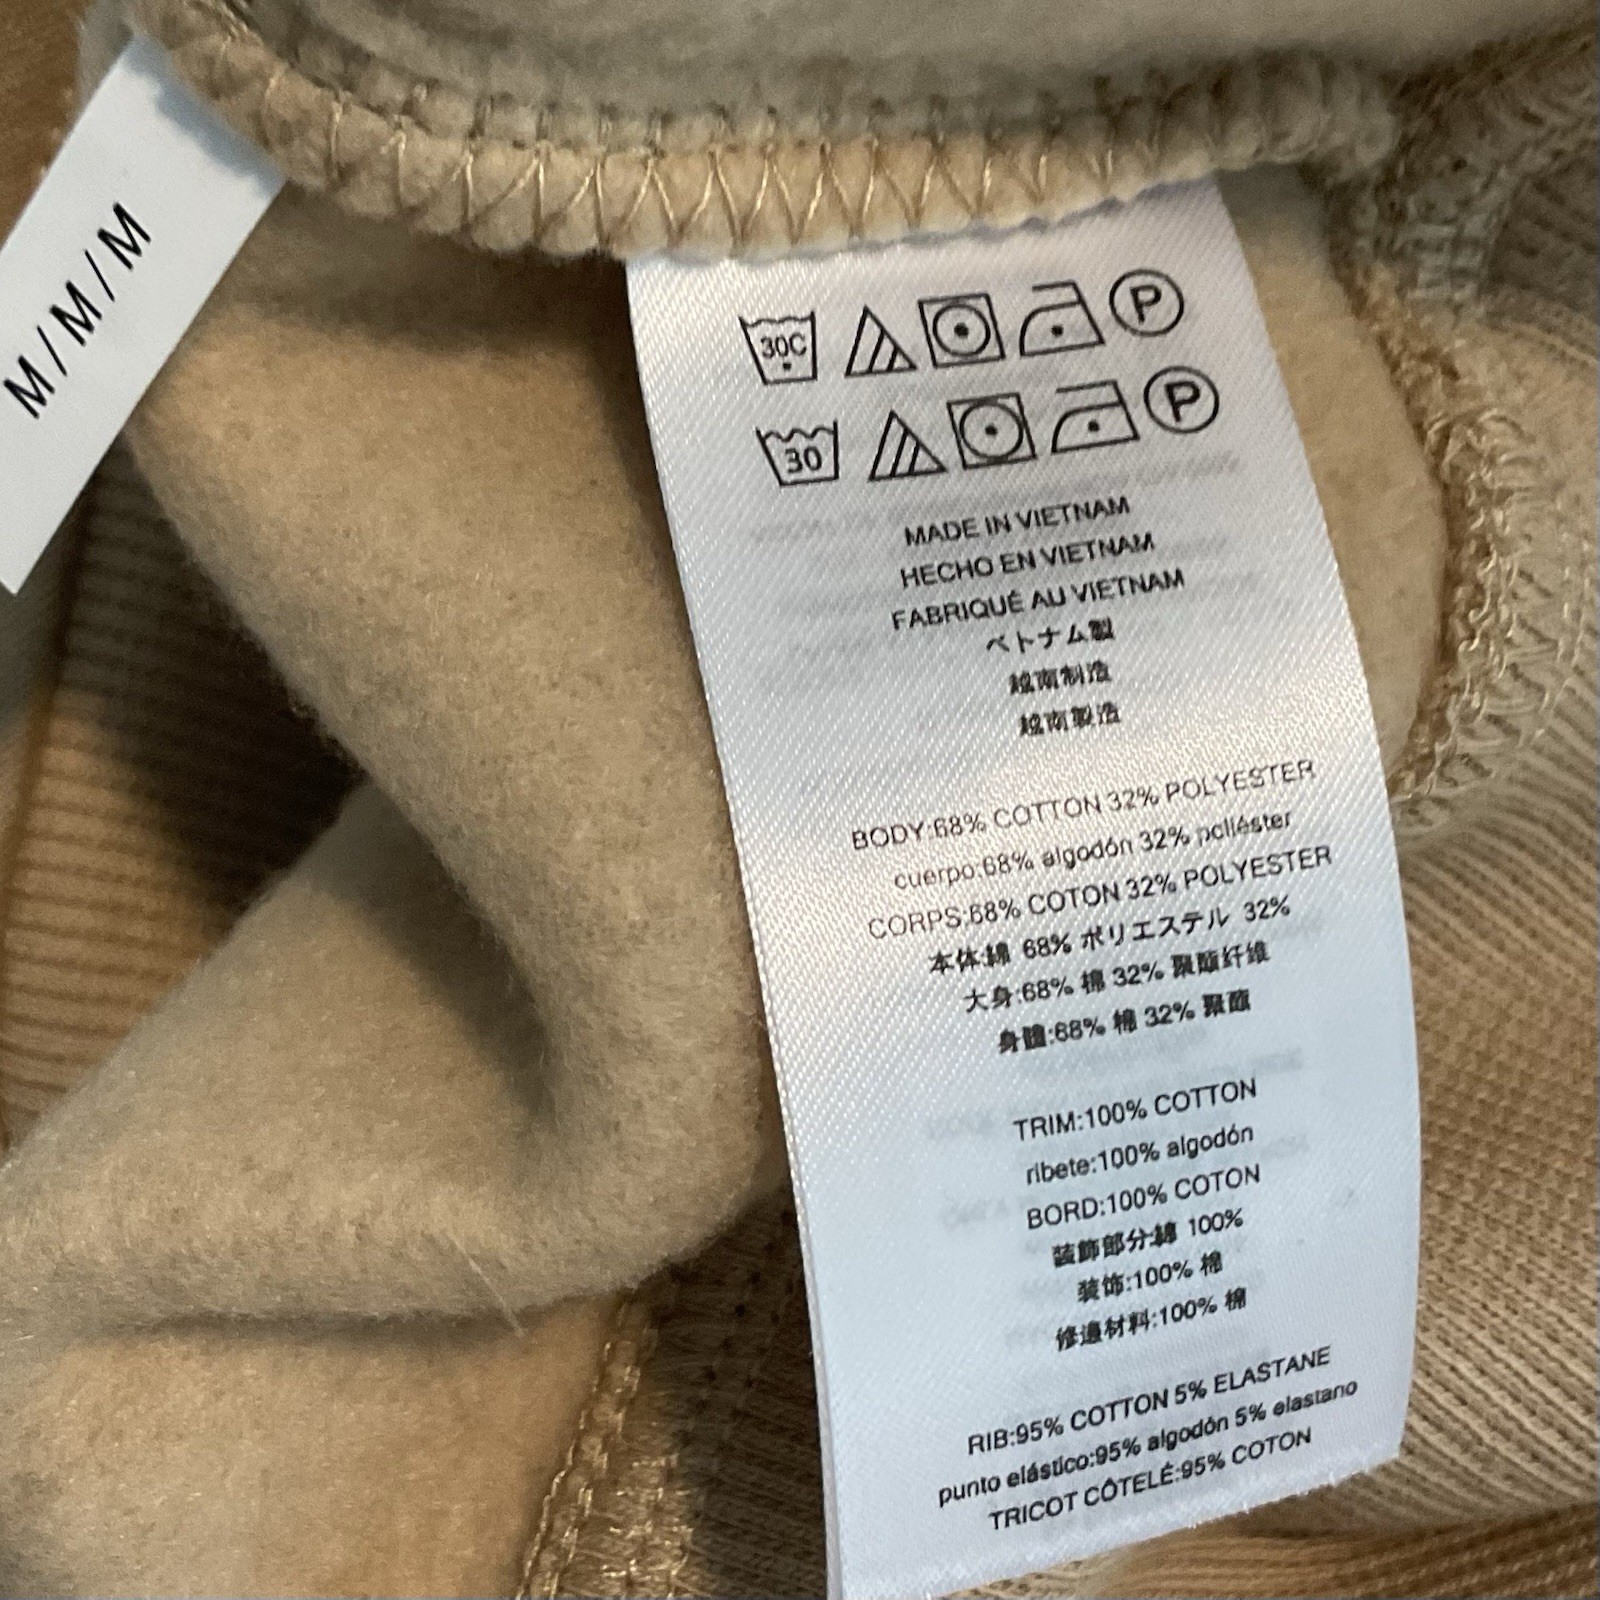 M / M / M
30C
P
30
P
MADE IN VIETNAM
HECHO EN VIETNAM
FABRIQUÉ AU VIETNAM
ベトナム製
越南制造
越南製造
BODY:68% COTTON 32% POLYESTER
cuerpo:68% algodón 32% poliéster
CORPS:68% COTON 32% POLYESTER
本体:綿 68% ポリエステル 32%
大身:68% 棉 32% 聚酯纤维
身體:68% 棉 32% 聚酯
TRIM:100% COTTON
ribete:100% algodón
BORD:100% COTON
装飾部分:綿 100%
装饰:100% 棉
修邊材料:100% 棉
RIB:95% COTTON 5% ELASTANE
punto elástico:95% algodón 5% elastano
TRICOT CÔTELÉ:95% COTON